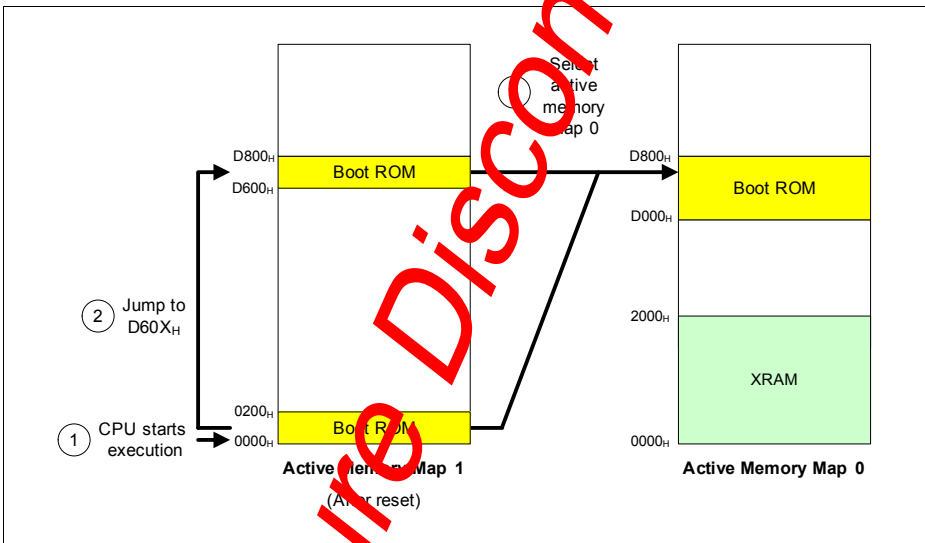 Select
active
memory
Map 0
D800H
Boot ROM
D600H
D800H
Boot ROM
D000H
2 Jump to
D60XH
2000H
XRAM
0200H
Boot ROM
0000H
1 CPU starts
execution
0000H
Active Memory Map 1
(After reset)
Active Memory Map 0
ure Discon